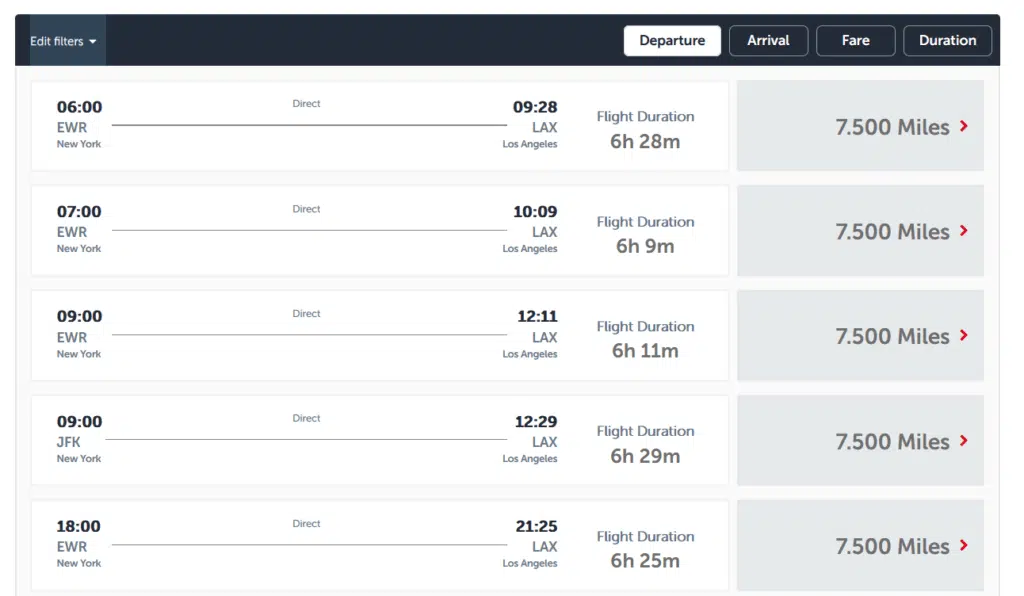 Edit filters
Departure Arrival Fare Duration
06:00 Direct 09:28
EWR LAX
New York Los Angeles
Flight Duration
6h 28m
7.500 Miles
07:00 Direct 10:09
EWR LAX
New York Los Angeles
Flight Duration
6h 9m
7.500 Miles
09:00 Direct 12:11
EWR LAX
New York Los Angeles
Flight Duration
6h 11m
7.500 Miles
09:00 Direct 12:29
JFK LAX
New York Los Angeles
Flight Duration
6h 29m
7.500 Miles
18:00 Direct 21:25
EWR LAX
New York Los Angeles
Flight Duration
6h 25m
7.500 Miles